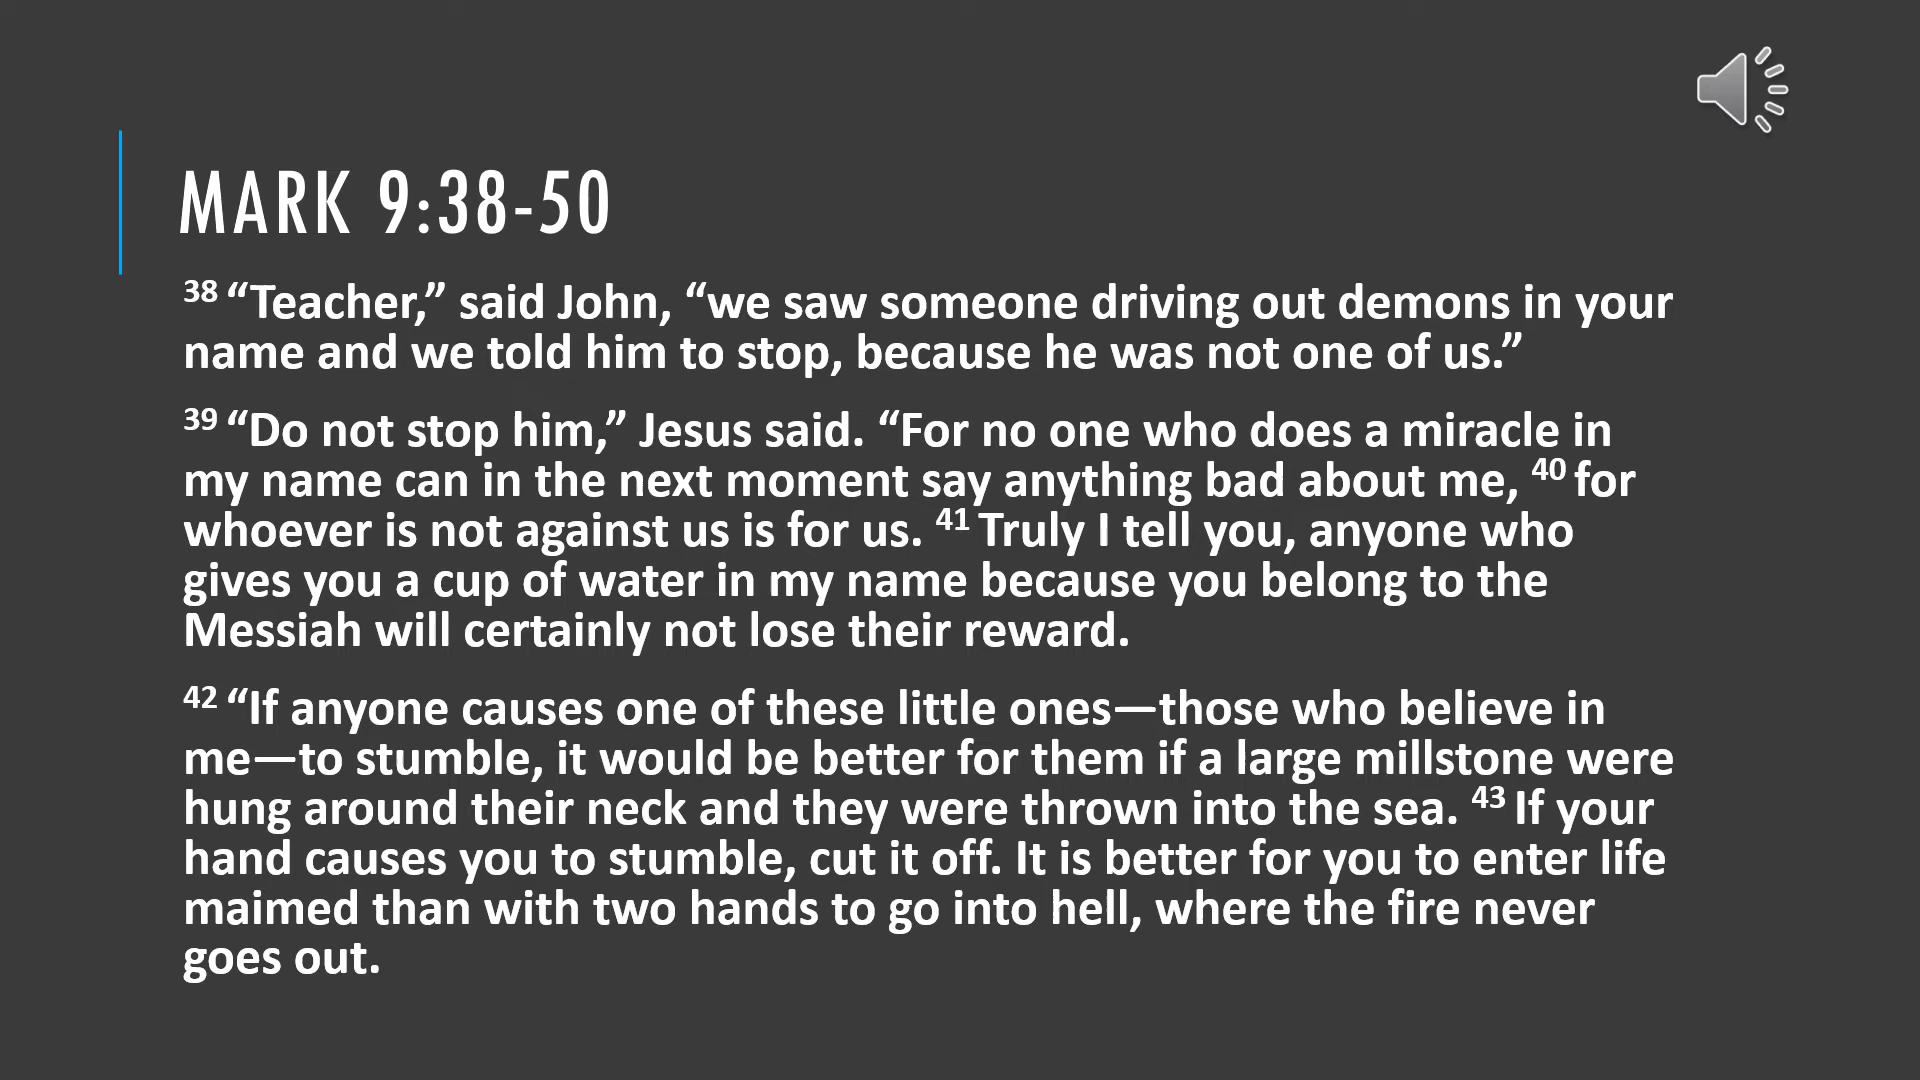 MARK 9:38-50
38 “Teacher,” said John, “we saw someone driving out demons in your
name and we told him to stop, because he was not one of us.”
39 “Do not stop him,” Jesus said. “For no one who does a miracle in
my name can in the next moment say anything bad about me, 40 for
whoever is not against us is for us. 41 Truly I tell you, anyone who
gives you a cup of water in my name because you belong to the
Messiah will certainly not lose their reward.
42 “If anyone causes one of these little ones—those who believe in
me—to stumble, it would be better for them if a large millstone were
hung around their neck and they were thrown into the sea. 43 If your
hand causes you to stumble, cut it off. It is better for you to enter life
maimed than with two hands to go into hell, where the fire never
goes out.